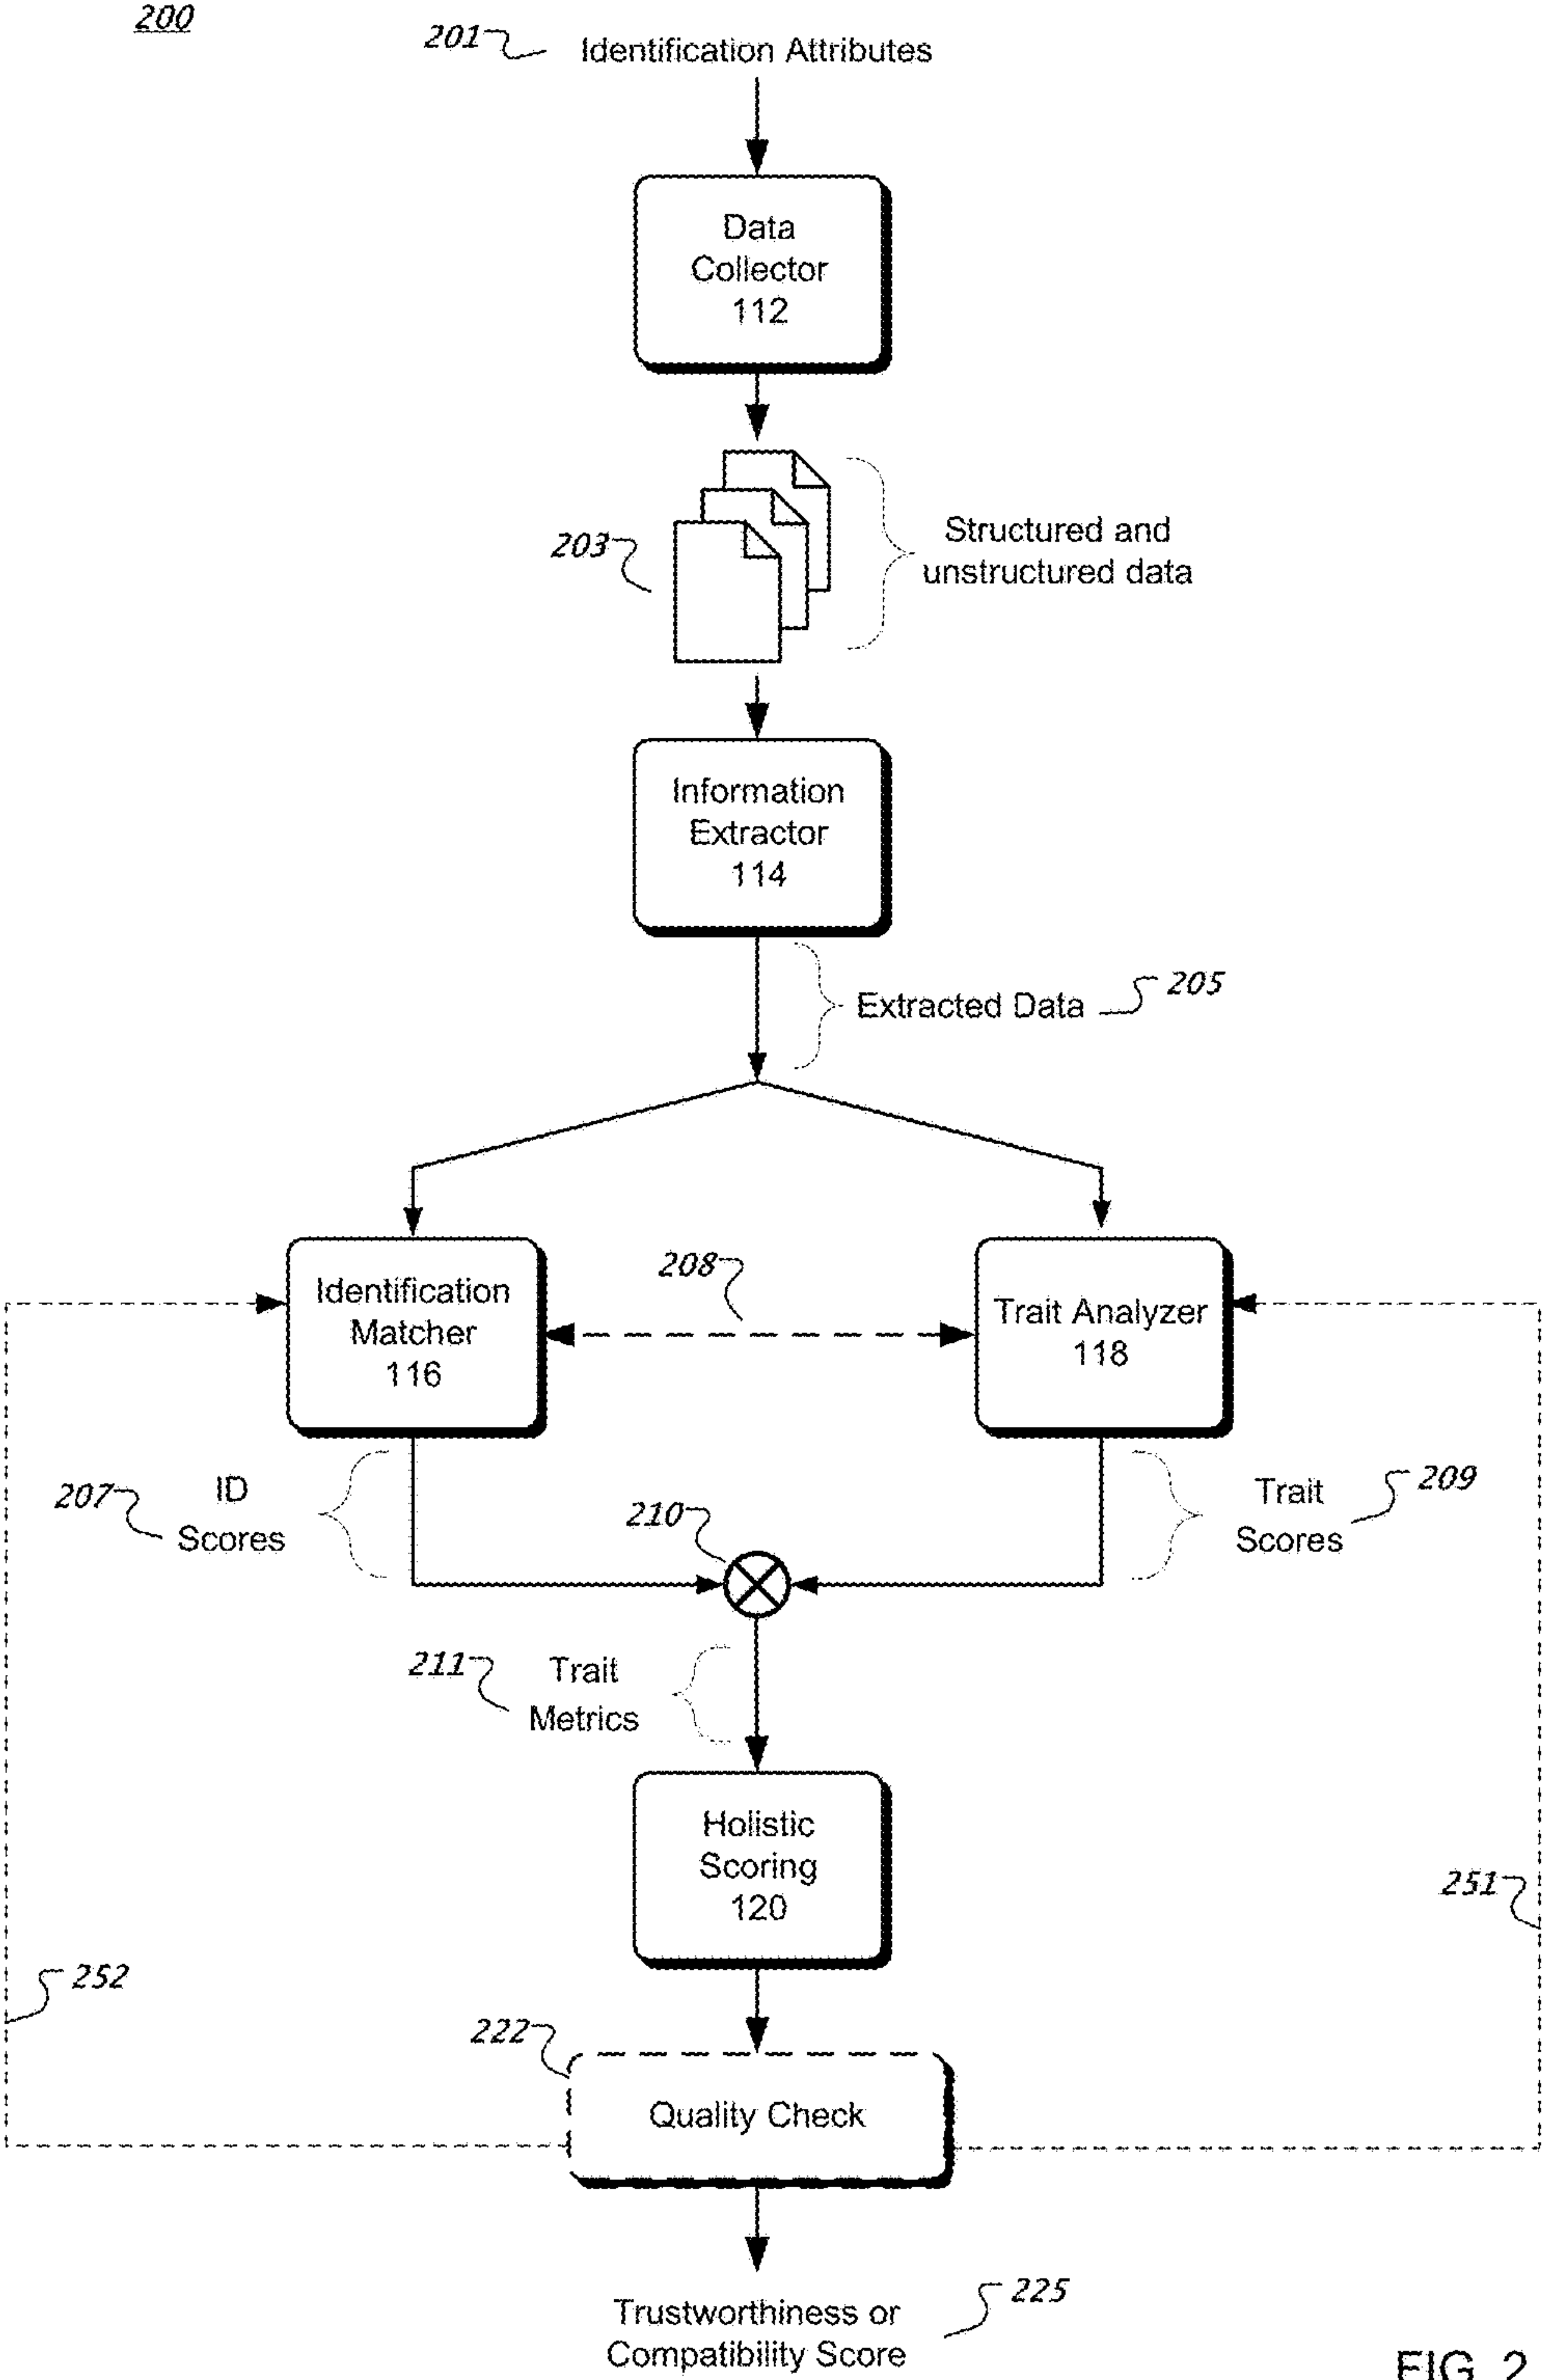 200
201 Identification Attributes
Data
Collector
112
203
Structured and
unstructured data
Information
Extractor
114
Extracted Data 205
Identification
Matcher
116
208
Trait Analyzer
118
207
ID
Scores
210
Trait
Scores
209
211
Trait
Metrics
Holistic
Scoring
120
251
252
222
Quality Check
Trustworthiness or
Compatibility Score
225
FIG. 2